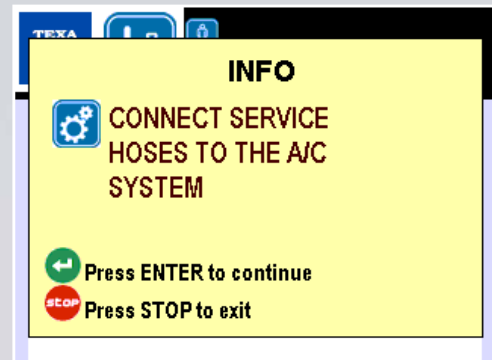 TEXA
INFO
CONNECT SERVICE
HOSES TO THE A/C
SYSTEM
Press ENTER to continue
stop Press STOP to exit